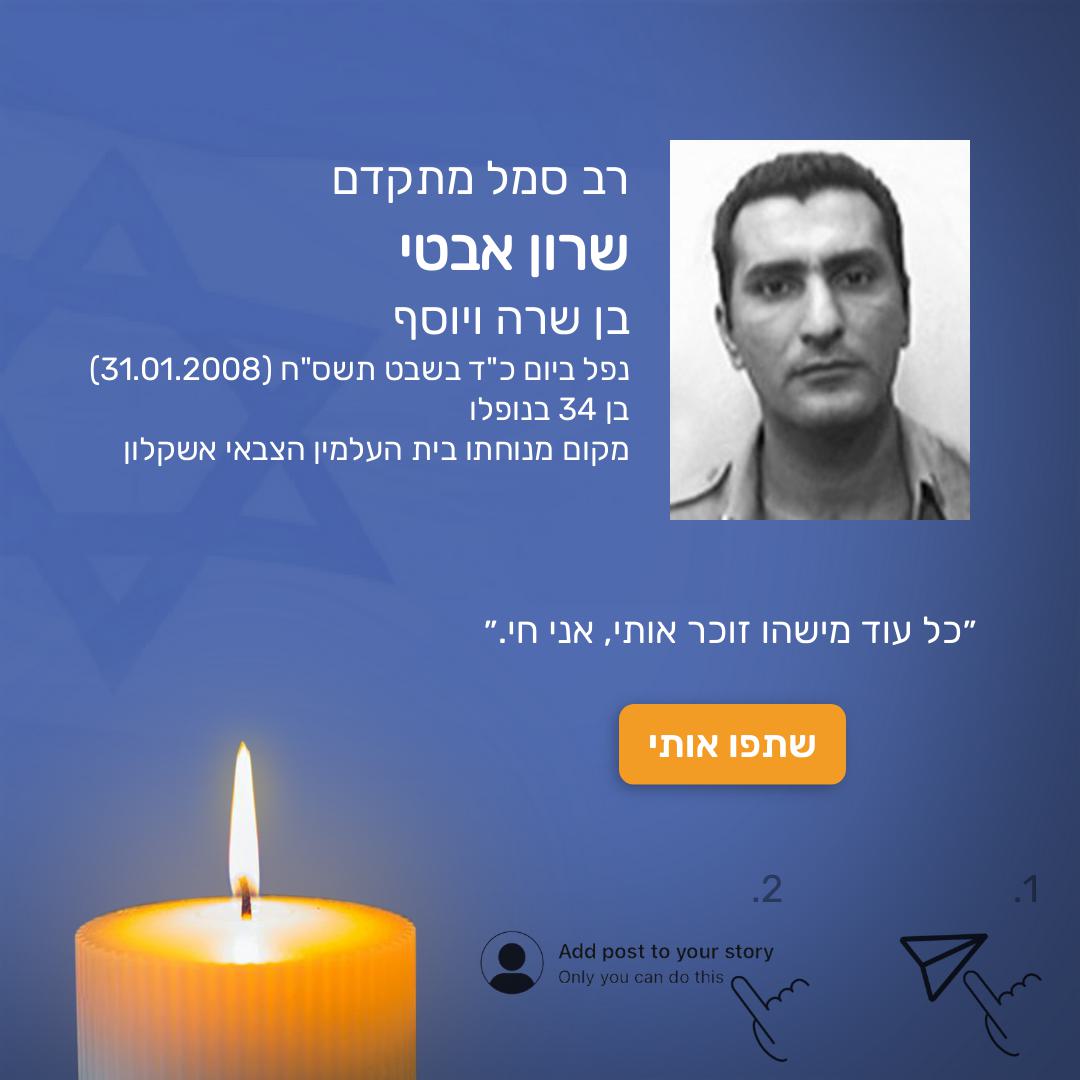 רב סמל מתקדם
שרון אבטי
בן שרה ויוסף
נפל ביום כ"ד בשבט תשס"ח (31.01.2008)
בן 34 בנופלו
מקום מנוחתו בית העלמין הצבאי אשקלון
״כל עוד מישהו זוכר אותי, אני חי.״
שתפו אותי
.1
.2
Add post to your story
Only you can do this